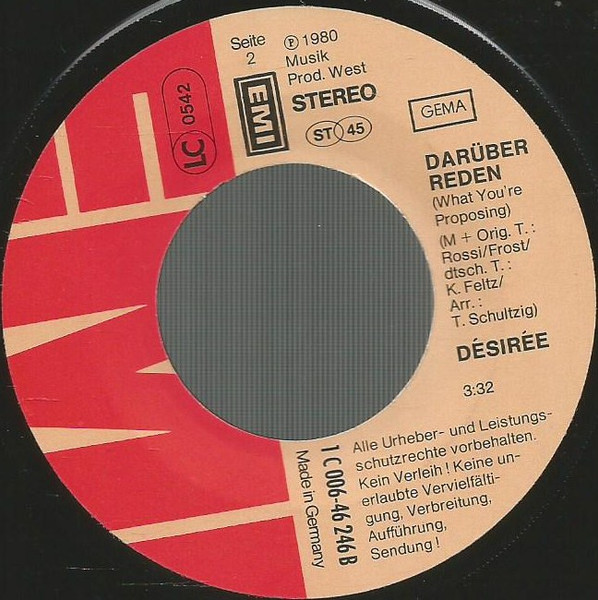 Seite
2
℗ 1980
Musik
Prod. West
EMI
STEREO
ST 45
LC 0542
GEMA
DARÜBER
REDEN
(What You're
Proposing)
(M + Orig. T.:
Rossi/Frost/
dtsch. T.:
K. Feltz/
Arr.:
T. Schultzig)
DÉSIRÉE
3:32
Alle Urheber- und Leistungs-
schutzrechte vorbehalten.
Kein Verleih! Keine un-
erlaubte Vervielfälti-
gung, Verbreitung,
Aufführung,
Sendung!
1 C 006-46 246 B
Made in Germany